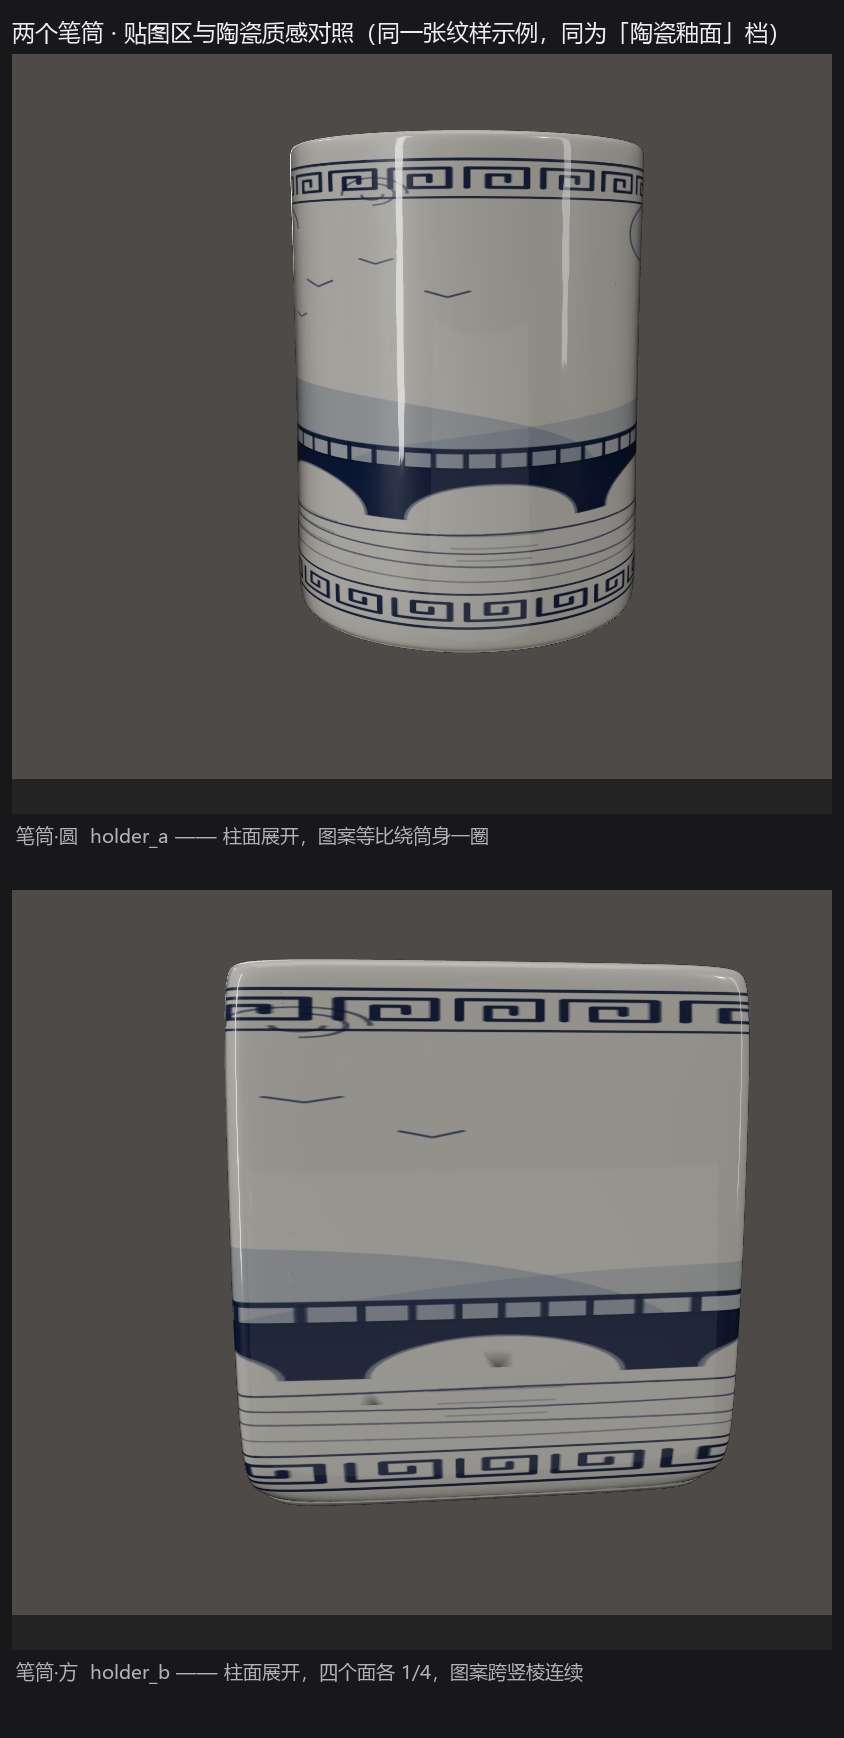 两个笔筒 · 贴图区与陶瓷质感对照（同一张纹样示例，同为「陶瓷釉面」档）
笔筒·圆 holder_a —— 柱面展开，图案等比绕筒身一圈
笔筒·方 holder_b —— 柱面展开，四个面各 1/4，图案跨竖棱连续